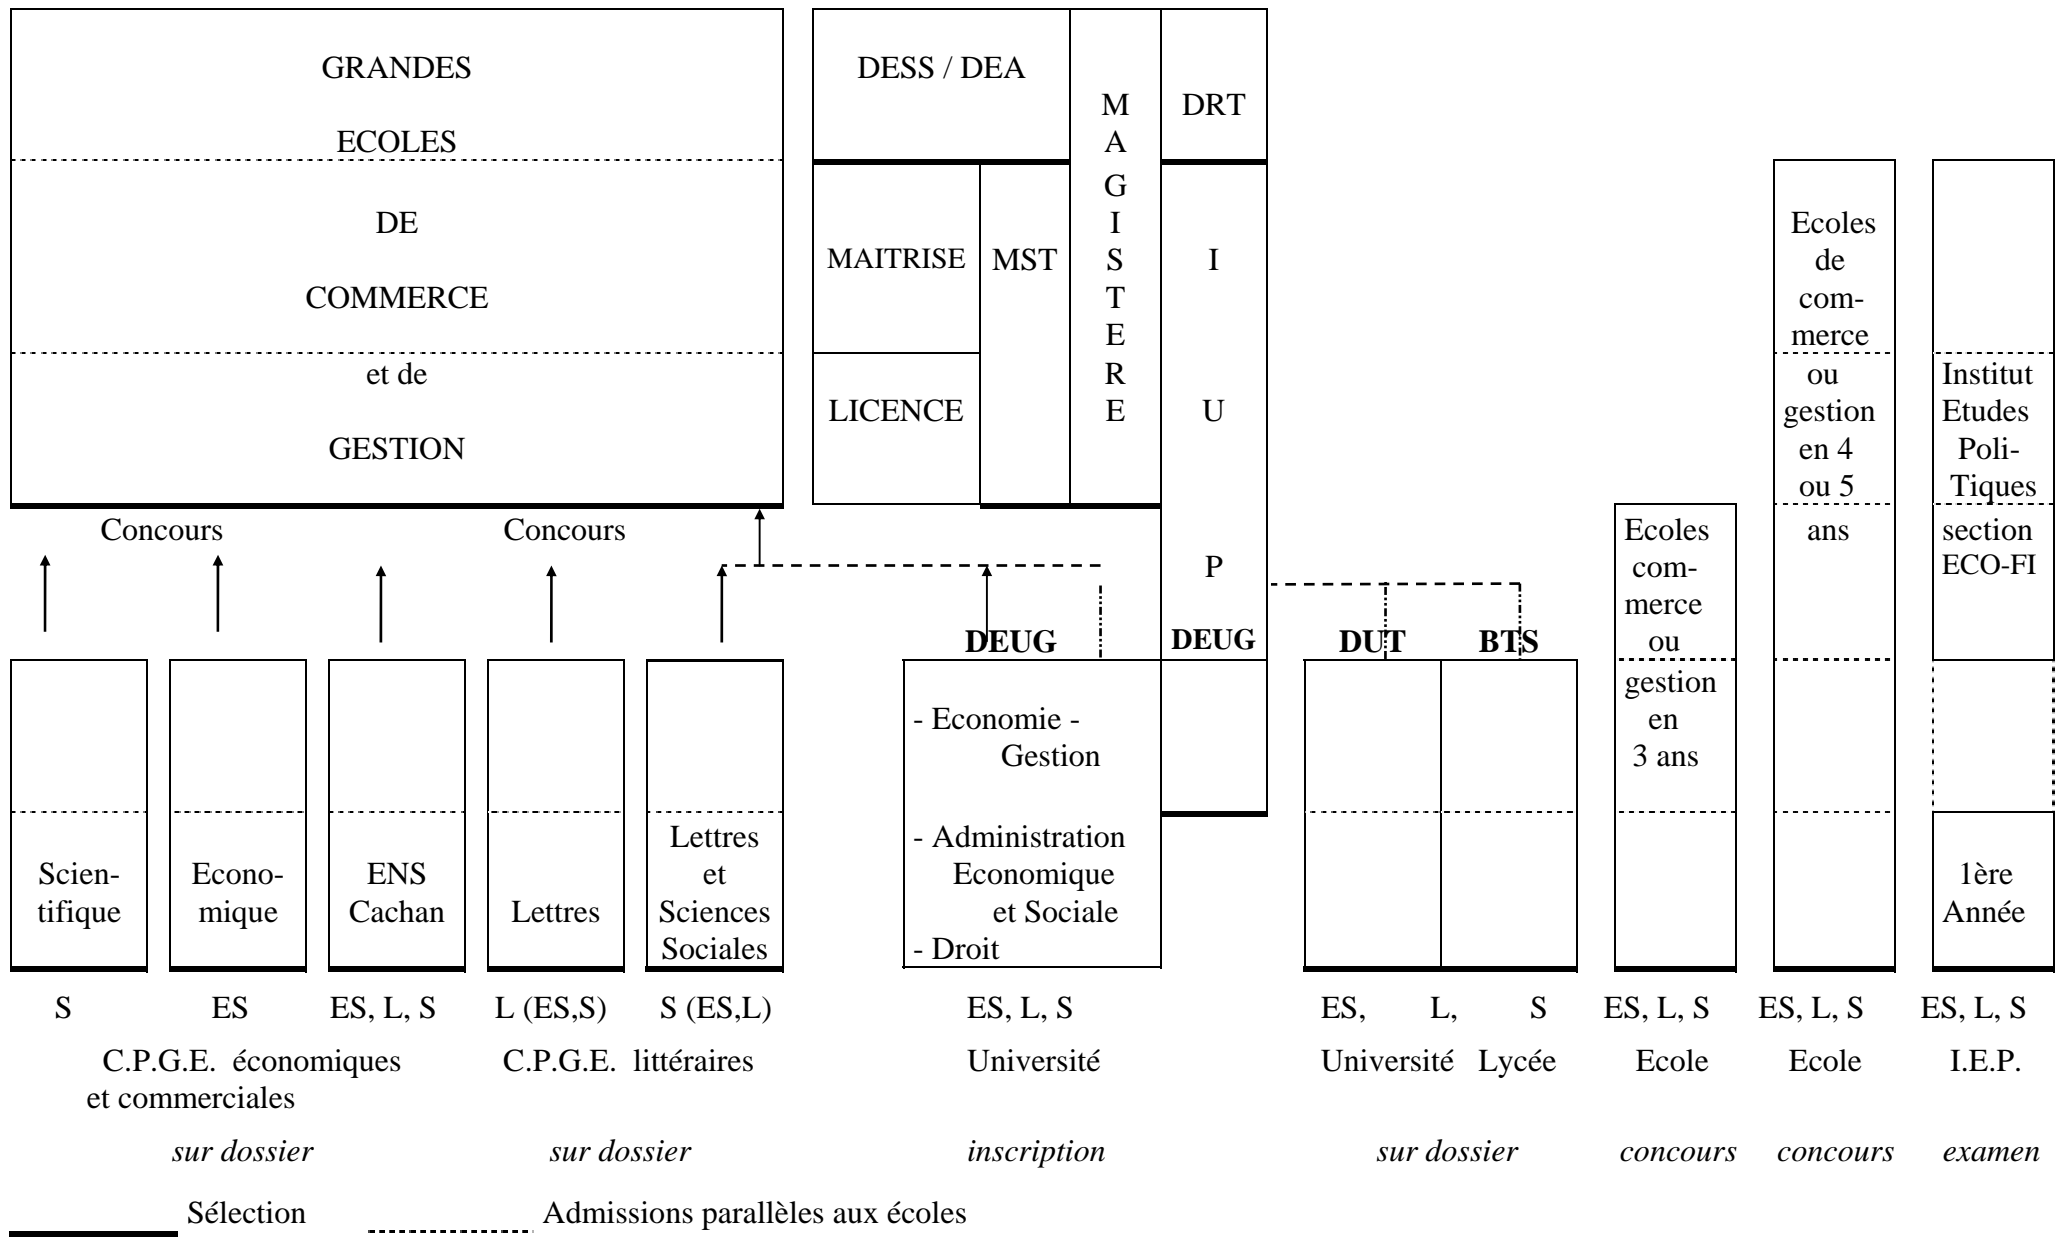 GRANDES
ECOLES
DE
COMMERCE
et de
GESTION
DESS / DEA
MAITRISE
MST
LICENCE
M
A
G
I
S
T
E
R
E
DRT
I
U
P
Ecoles
de
com-
merce
ou
gestion
en 4
ou 5
ans
Institut
Etudes
Poli-
Tiques
section
ECO-FI
Concours
Concours
Ecoles
com-
merce
ou
gestion
en
3 ans
DEUG
DEUG
DUT
BTS
Scien-
tifique
Econo-
mique
ENS
Cachan
Lettres
Lettres
et
Sciences
Sociales
- Economie -
Gestion
- Administration
Economique
et Sociale
- Droit
1ère
Année
S
ES
ES, L, S
L (ES,S)
S (ES,L)
ES, L, S
ES, L, S
ES, L, S
ES, L, S
ES, L, S
C.P.G.E. économiques
et commerciales
C.P.G.E. littéraires
Université
Université
Lycée
Ecole
Ecole
I.E.P.
sur dossier
sur dossier
inscription
sur dossier
concours
concours
examen
Sélection
Admissions parallèles aux écoles